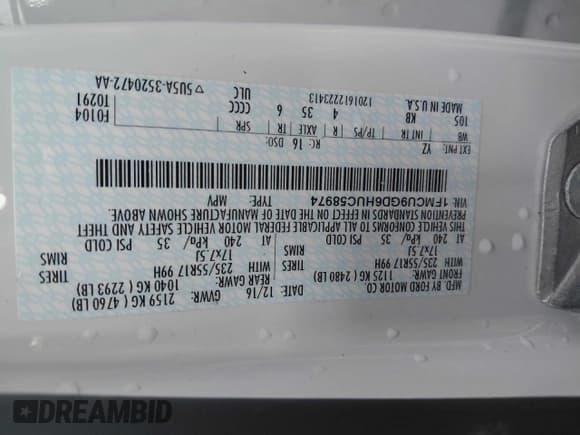 MFD. BY FORD MOTOR CO.
DATE: 12/16 GVWR: 2159 KG ( 4760 LB)
FRONT GAWR: 1125 KG ( 2480 LB) REAR GAWR: 1040 KG ( 2293 LB)
WITH 235/55R17 99H TIRES WITH 235/55R17 99H TIRES
17x7.5J RIMS 17x7.5J RIMS
AT 240 kPa/ 35 PSI COLD AT 240 kPa/ 35 PSI COLD
THIS VEHICLE CONFORMS TO ALL APPLICABLE FEDERAL MOTOR VEHICLE SAFETY AND THEFT
PREVENTION STANDARDS IN EFFECT ON THE DATE OF MANUFACTURE SHOWN ABOVE.
VIN: 1FMCU9GD6HUC58974 TYPE: MPV
EXT PNT: YZ RC: 16 DSO: F0104
WB INT TR TP/PS AXLE TR SPR T0291
105 KB 4 35 6 CCCC
MADE IN U.S.A. 1201612223413 ULC
5U5A-3520472-AA
DREAMBID